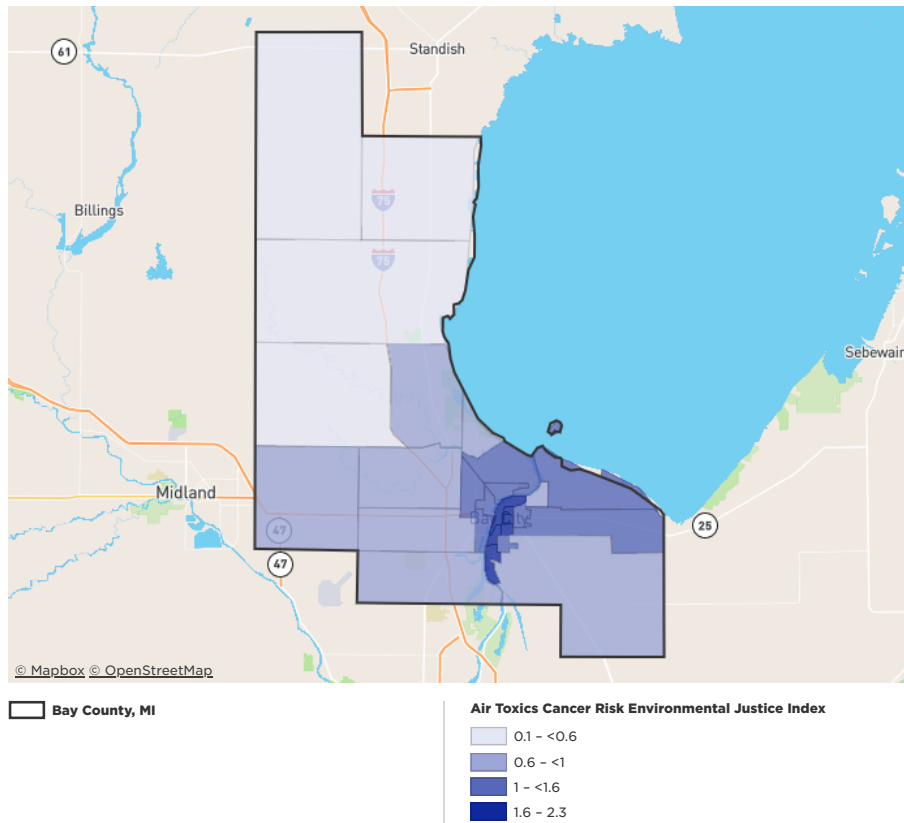 61
Standish
75
Billings
75
Sebewain
Midland
Bay City
25
47
47
© Mapbox © OpenStreetMap
Bay County, MI
Air Toxics Cancer Risk Environmental Justice Index
0.1 – <0.6
0.6 – <1
1 – <1.6
1.6 – 2.3